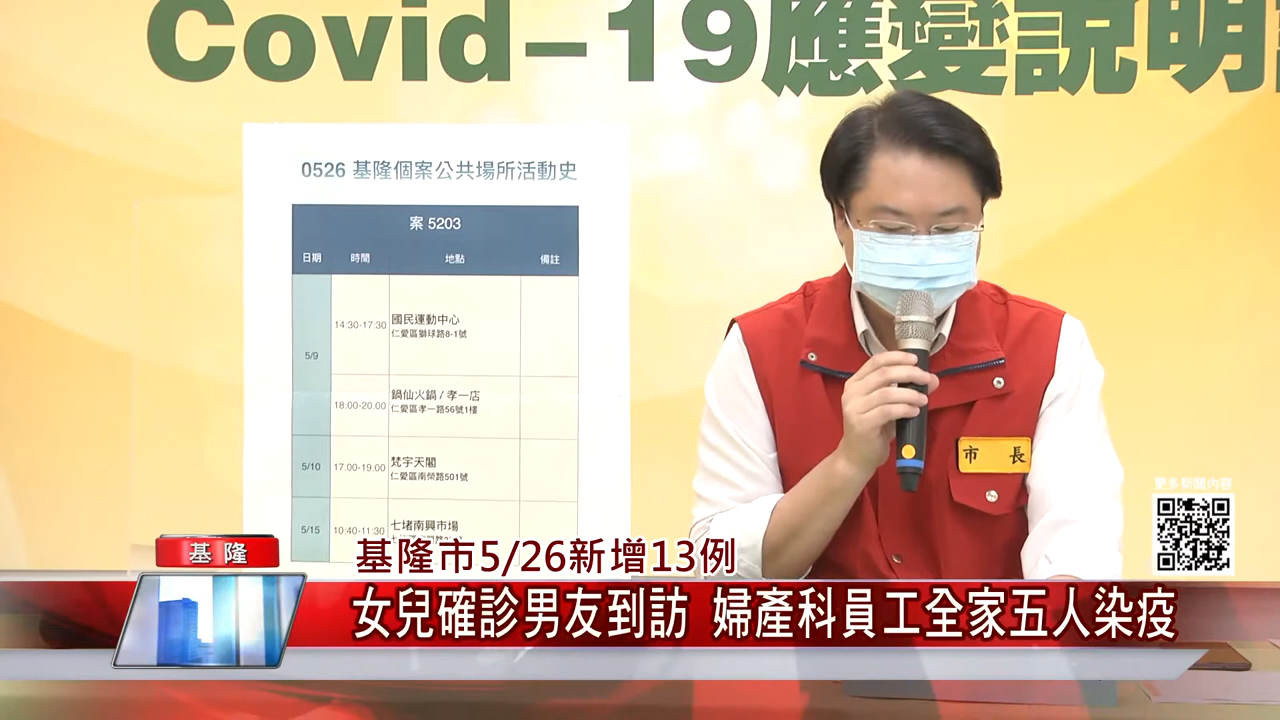 Covid-19應變說明
0526 基隆個案公共場所活動史
案 5203
日期 時間 地點 備註
5/9
14:30-17:30 國民運動中心
仁愛區獅球路8-1號
18:00-20:00 鍋仙火鍋 / 孝一店
仁愛區孝一路56號1樓
5/10 17:00-19:00 梵宇天閣
仁愛區南榮路501號
5/15 10:40-11:30 七堵南興市場
市 長
更多新聞內容
基隆
基隆市5/26新增13例
女兒確診男友到訪 婦產科員工全家五人染疫